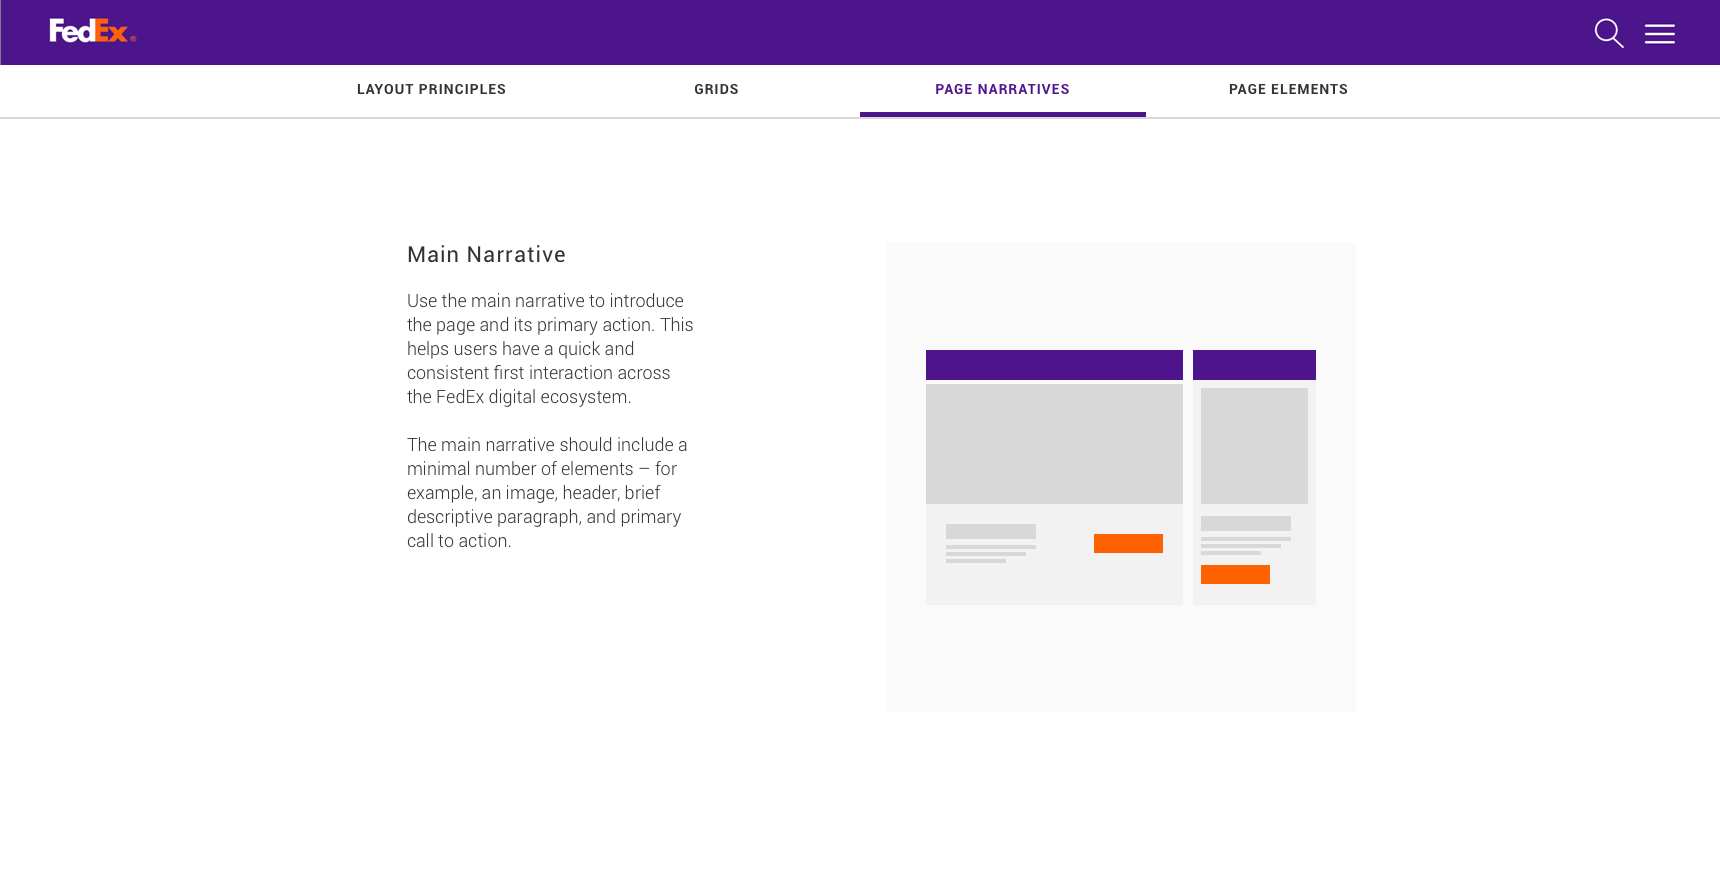 FedEx®
LAYOUT PRINCIPLES
GRIDS
PAGE NARRATIVES
PAGE ELEMENTS
Main Narrative
Use the main narrative to introduce
the page and its primary action. This
helps users have a quick and
consistent first interaction across
the FedEx digital ecosystem.
The main narrative should include a
minimal number of elements – for
example, an image, header, brief
descriptive paragraph, and primary
call to action.